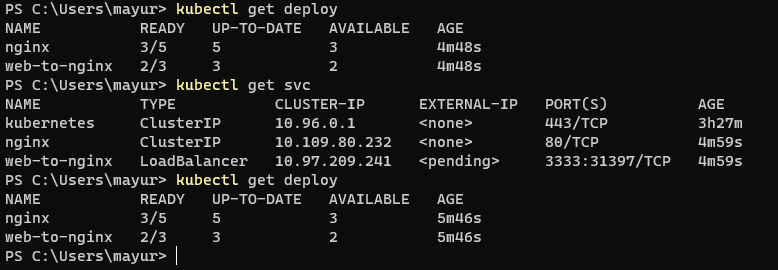 PS C:\Users\mayur> kubectl get deploy
NAME           READY   UP-TO-DATE   AVAILABLE   AGE
nginx          3/5     5            3           4m48s
web-to-nginx   2/3     3            2           4m48s
PS C:\Users\mayur> kubectl get svc
NAME           TYPE           CLUSTER-IP      EXTERNAL-IP   PORT(S)          AGE
kubernetes     ClusterIP      10.96.0.1       <none>        443/TCP          3h27m
nginx          ClusterIP      10.109.80.232   <none>        80/TCP           4m59s
web-to-nginx   LoadBalancer   10.97.209.241   <pending>     3333:31397/TCP   4m59s
PS C:\Users\mayur> kubectl get deploy
NAME           READY   UP-TO-DATE   AVAILABLE   AGE
nginx          3/5     5            3           5m46s
web-to-nginx   2/3     3            2           5m46s
PS C:\Users\mayur>